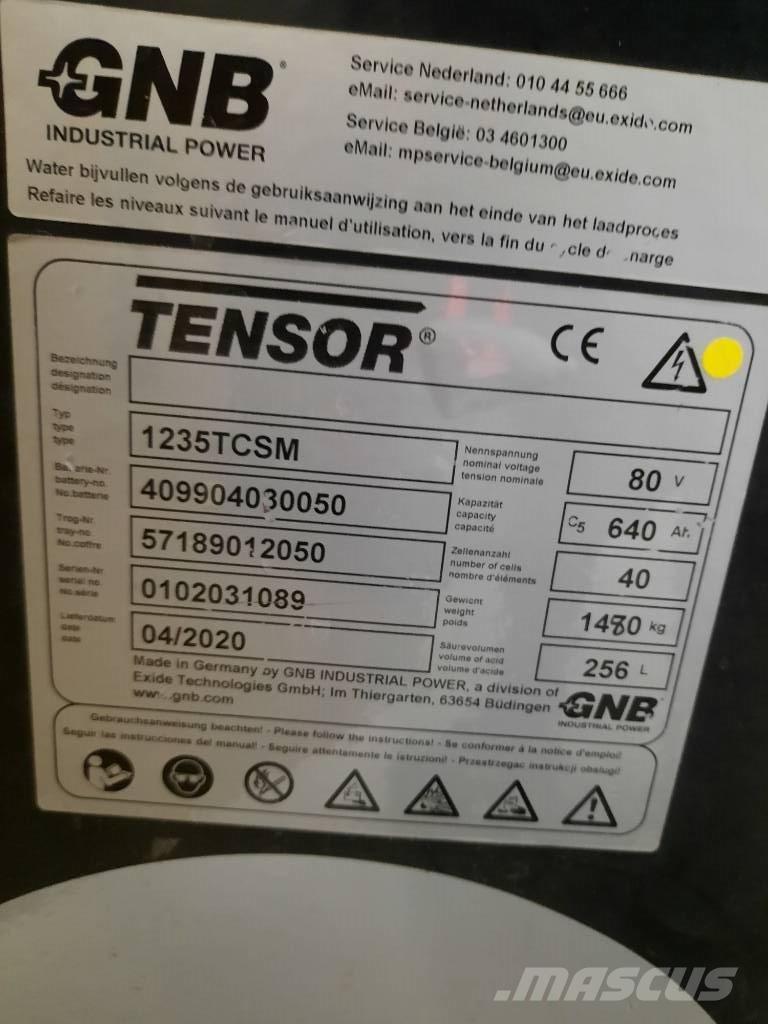 GNB®
INDUSTRIAL POWER
Service Nederland: 010 44 55 666
eMail: service-netherlands@eu.exide.com
Service België: 03 4601300
eMail: mpservice-belgium@eu.exide.com
Water bijvullen volgens de gebruiksaanwijzing aan het einde van het laadproces
Refaire les niveaux suivant le manuel d'utilisation, vers la fin du
TENSOR®
CE
Bezeichnung
designation
désignation
Typ
type
type
1235TCSM
Nennspannung
nominal voltage
tension nominale
80 V
Batterie-Nr.
battery-no.
No.batterie
409904030050
Kapazität
capacity
capacité
C5 640 Ah
Trog-Nr.
tray-no.
No.coffre
57189012050
Zellenanzahl
number of cells
nombre d'éléments
40
Serien-Nr
serial no.
No.série
0102031089
Gewicht
weight
poids
1480 kg
Lieferdatum
date
date
04/2020
Säurevolumen
volume of acid
volume d'acide
256 L
Made in Germany by GNB INDUSTRIAL POWER, a division of
Exide Technologies GmbH; Im Thiergarten, 63654 Büdingen
www.gnb.com
GNB
INDUSTRIAL POWER
Gebrauchsanweisung beachten! - Please follow the instructions! - Se conformer à la notice d'emploi!
Seguir las instrucciones del manual! - Seguire attentamente le istruzioni! - Przestrzegac instrukcji obslugi!
MASCUS